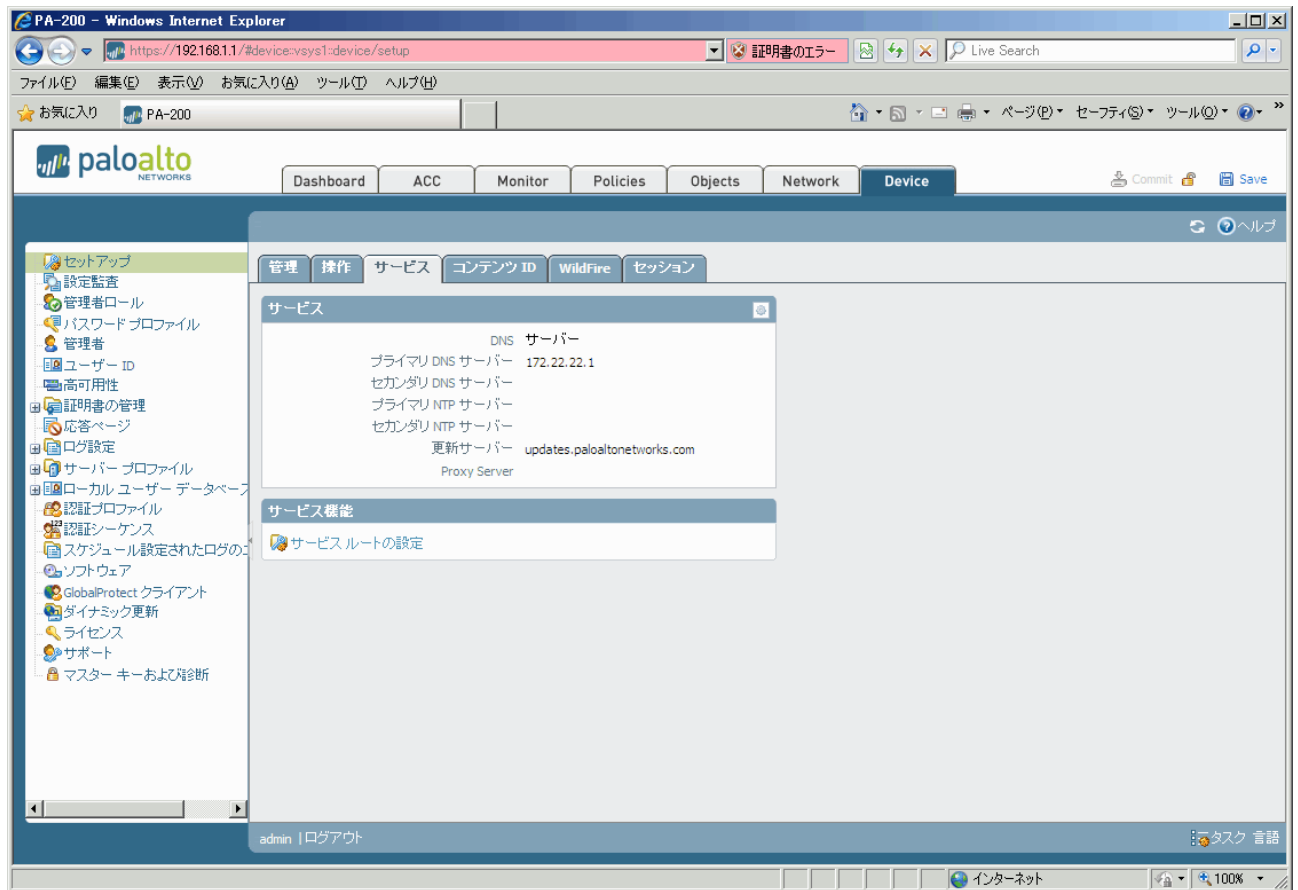 PA-200 - Windows Internet Explorer
https://192.168.1.1/#device::vsys1::device/setup
証明書のエラー
Live Search
ファイル(F) 編集(E) 表示(V) お気に入り(A) ツール(T) ヘルプ(H)
お気に入り PA-200 ページ(P) セーフティ(S) ツール(O)
paloalto
NETWORKS
Dashboard ACC Monitor Policies Objects Network Device Commit Save
ヘルプ
セットアップ
設定監査
管理者ロール
パスワード プロファイル
管理者
ユーザー ID
高可用性
証明書の管理
応答ページ
ログ設定
サーバー プロファイル
ローカル ユーザー データベース
認証プロファイル
認証シーケンス
スケジュール設定されたログの
ソフトウェア
GlobalProtect クライアント
ダイナミック更新
ライセンス
サポート
マスター キーおよび診断
管理 操作 サービス コンテンツ ID WildFire セッション
サービス
DNS サーバー
プライマリ DNS サーバー 172.22.22.1
セカンダリ DNS サーバー
プライマリ NTP サーバー
セカンダリ NTP サーバー
更新サーバー updates.paloaltonetworks.com
Proxy Server
サービス機能
サービス ルートの設定
admin | ログアウト
タスク 言語
インターネット
100%